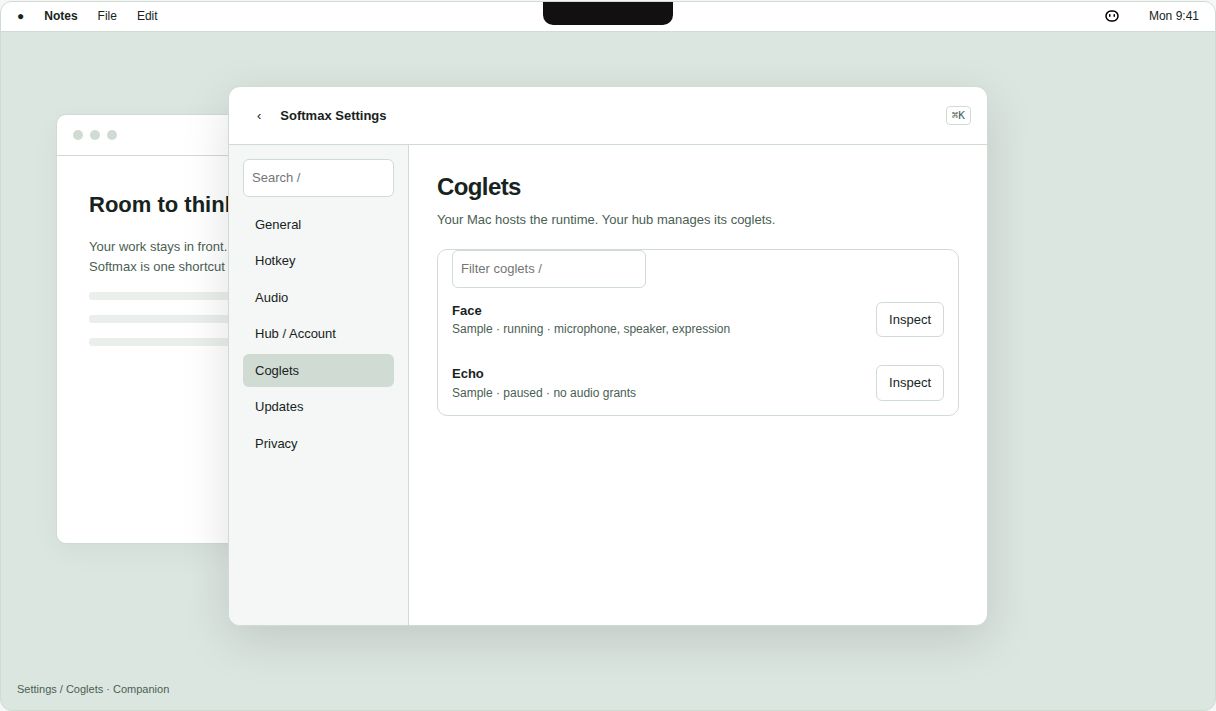 Notes File Edit
Mon 9:41
Room to think
Your work stays in front.
Softmax is one shortcut
‹ Softmax Settings
⌘K
Search /
General
Hotkey
Audio
Hub / Account
Coglets
Updates
Privacy
Coglets
Your Mac hosts the runtime. Your hub manages its coglets.
Filter coglets /
Face
Sample · running · microphone, speaker, expression
Inspect
Echo
Sample · paused · no audio grants
Inspect
Settings / Coglets · Companion